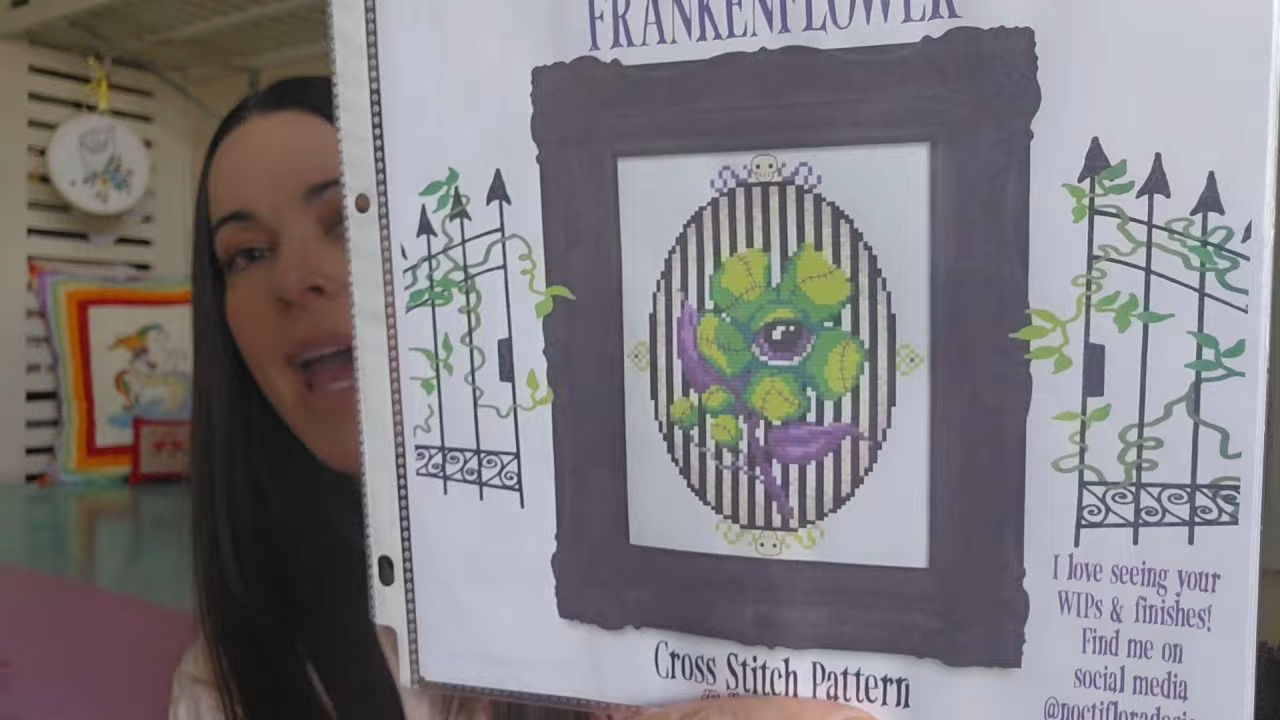 FRANKENFLOWER
Cross Stitch Pattern
I love seeing your
WIPs & finishes!
Find me on
social media